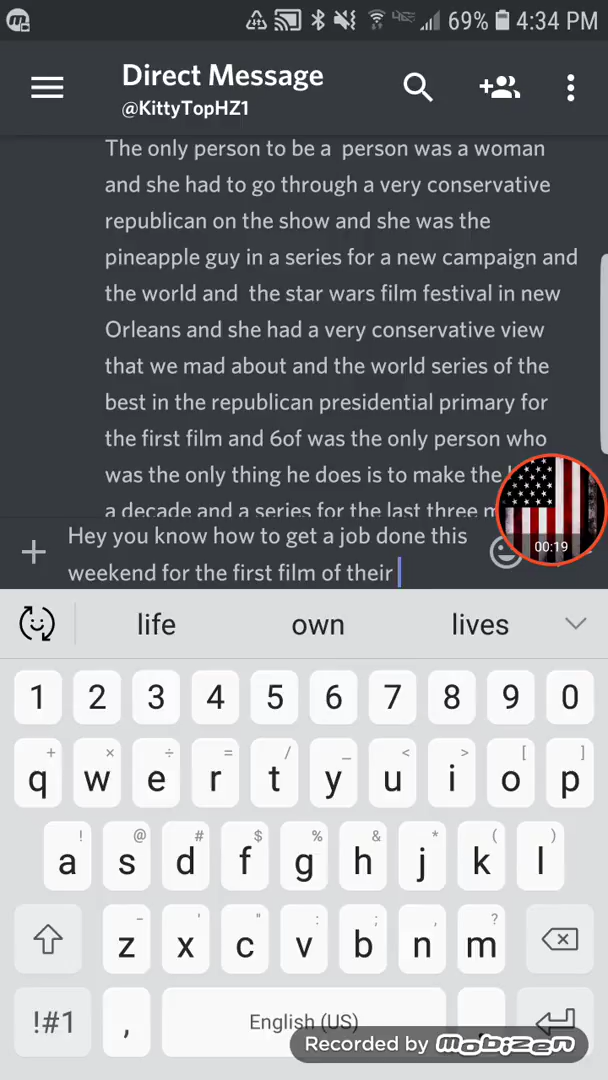 69% 4:34 PM
Direct Message
@KittyTopHZ1
The only person to be a person was a woman
and she had to go through a very conservative
republican on the show and she was the
pineapple guy in a series for a new campaign and
the world and the star wars film festival in new
Orleans and she had a very conservative view
that we mad about and the world series of the
best in the republican presidential primary for
the first film and 6of was the only person who
was the only thing he does is to make the
a decade and a series for the last three
00:19
Hey you know how to get a job done this
weekend for the first film of their
life own lives
1 2 3 4 5 6 7 8 9 0
+ × ÷ = / _ < > [ ]
q w e r t y u i o p
! @ # $ % & * ( )
a s d f g h j k l
- ' " : ; , ?
z x c v b n m
!#1 , English (US)
Recorded by mobizen